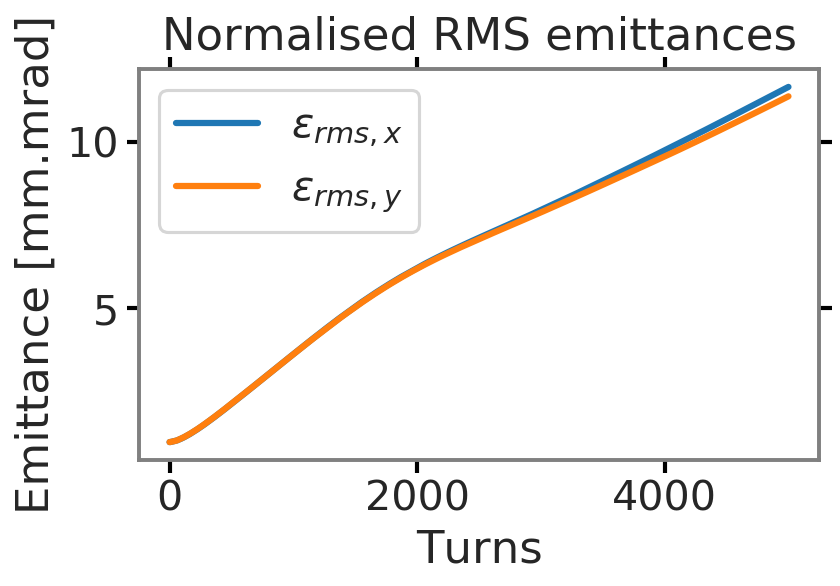 Normalised RMS emittances
Emittance [mm.mrad]
10
5
ε_{rms, x}
ε_{rms, y}
0 2000 4000
Turns